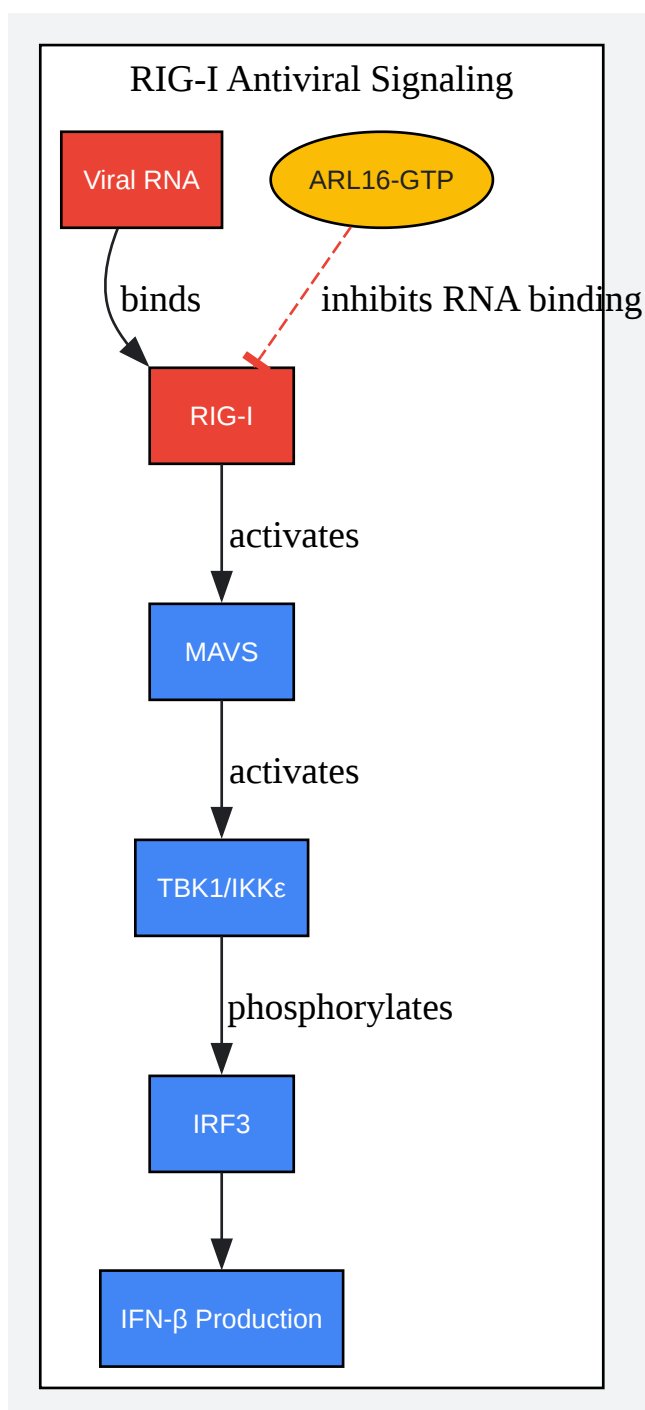 RIG-I Antiviral Signaling
Viral RNA
ARL16-GTP
binds
inhibits RNA binding
RIG-I
activates
MAVS
activates
TBK1/IKKε
phosphorylates
IRF3
IFN-β Production